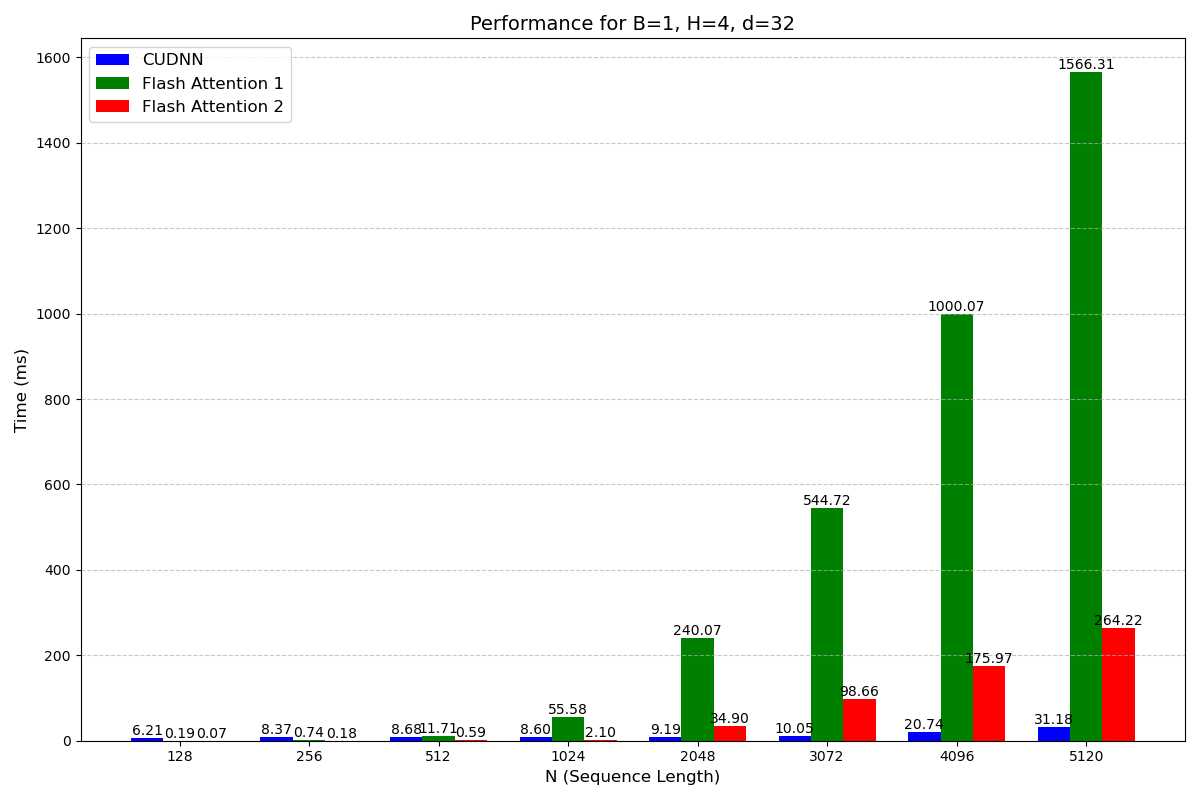 Performance for B=1, H=4, d=32
CUDNN
Flash Attention 1
Flash Attention 2
Time (ms)
1600
1400
1200
1000
800
600
400
200
0
6.21 0.19 0.07
8.37 0.74 0.18
8.68 11.71 0.59
8.60 55.58 2.10
9.19 240.07 34.90
10.05 544.72 98.66
20.74 1000.07 175.97
31.18 1566.31 264.22
128 256 512 1024 2048 3072 4096 5120
N (Sequence Length)